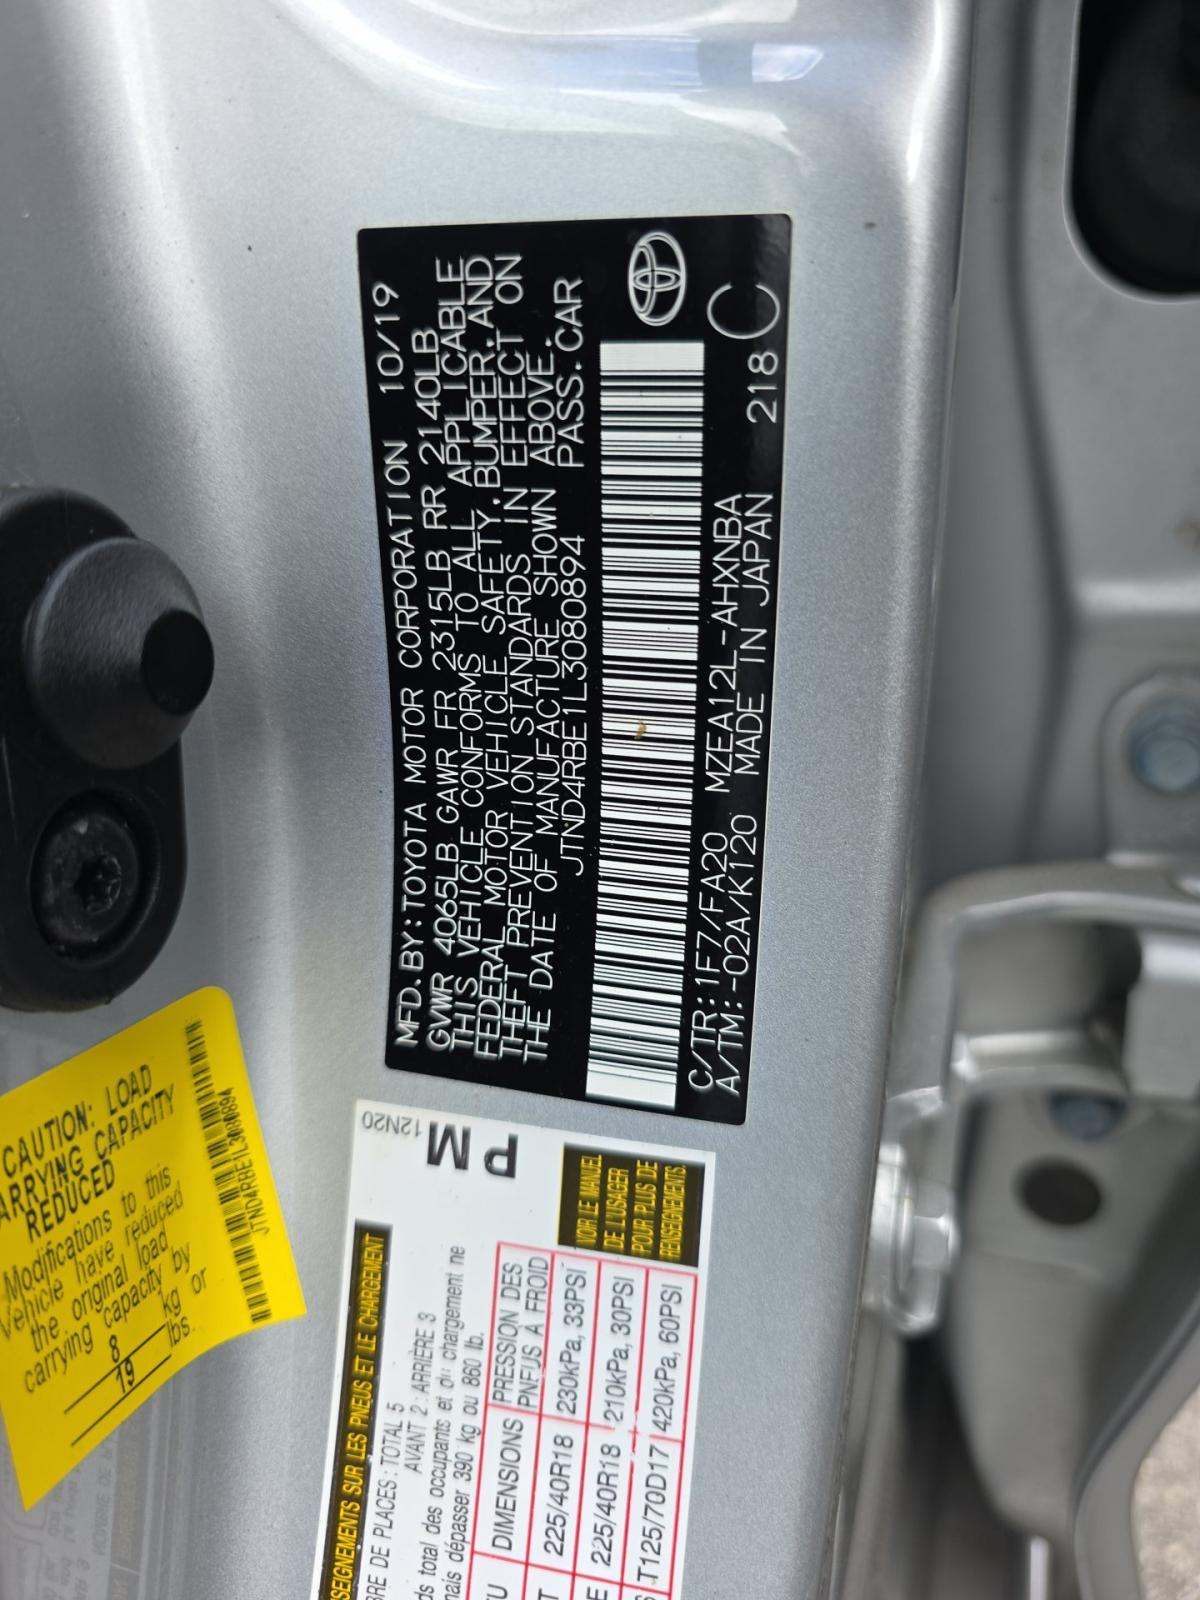 MFD. BY: TOYOTA MOTOR CORPORATION 10/19
GVWR 4065LB GAWR FR 2315LB RR 2140LB
THIS VEHICLE CONFORMS TO ALL APPLICABLE
FEDERAL MOTOR VEHICLE SAFETY, BUMPER, AND
THEFT PREVENTION STANDARDS IN EFFECT ON
THE DATE OF MANUFACTURE SHOWN ABOVE.
JTND4RBE1L3080894 PASS. CAR
C/TR: 1F7/FA20 MZEA12L-AHXNBA
A/TM: -02A/K120 MADE IN JAPAN 218 C
CAUTION: LOAD
CARRYING CAPACITY
REDUCED
Modifications to this
vehicle have reduced
the original load
carrying capacity by
8 kg or
19 lbs.
JTND4RBE1L3080894
12N20
PM
SEIGNEMENTS SUR LES PNEUS ET LE CHARGEMENT
BRE DE PLACES: TOTAL 5
AVANT 2: ARRIÈRE 3
ds total des occupants et du chargement ne
mais dépasser 390 kg ou 860 lb.
DIMENSIONS PRESSION DES PNEUS À FROID
225/40R18 230kPa, 33PSI
225/40R18 210kPa, 30PSI
T125/70D17 420kPa, 60PSI
VOIR LE MANUEL
DE L'USAGER
POUR PLUS DE
RENSEIGNEMENTS.